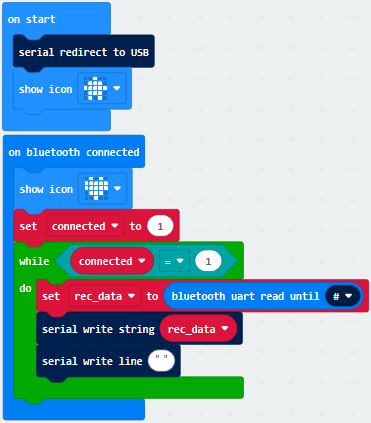 on start
serial redirect to USB
show icon
on bluetooth connected
show icon
set connected to 1
while connected = 1
do
set rec_data to bluetooth uart read until #
serial write string rec_data
serial write line " "